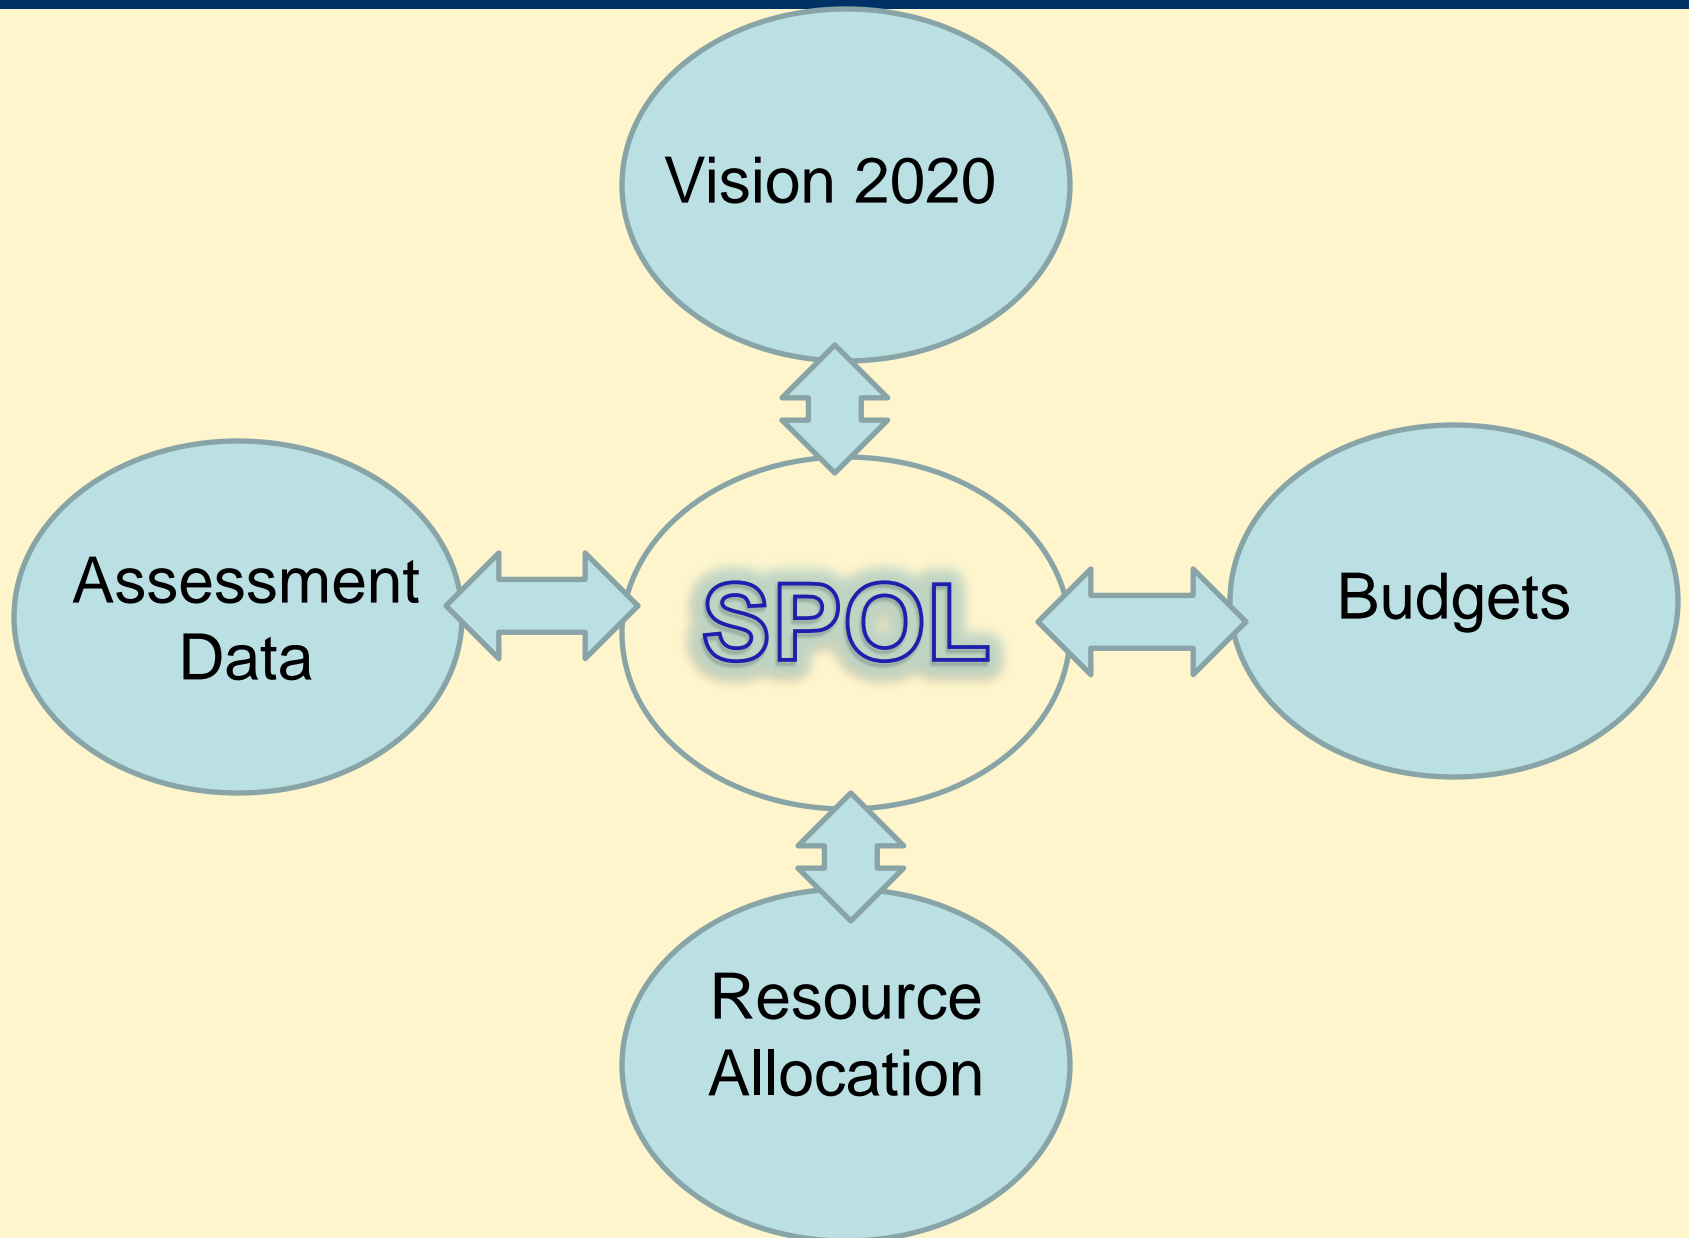 Vision 2020
Assessment
Data
SPOL
Budgets
Resource
Allocation